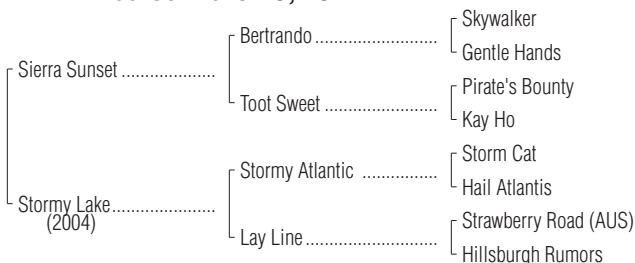 Skywalker
Bertrando
Gentle Hands
Sierra Sunset
Pirate's Bounty
Toot Sweet
Kay Ho
Storm Cat
Stormy Atlantic
Hail Atlantis
Stormy Lake
(2004)
Strawberry Road (AUS)
Lay Line
Hillsburgh Rumors